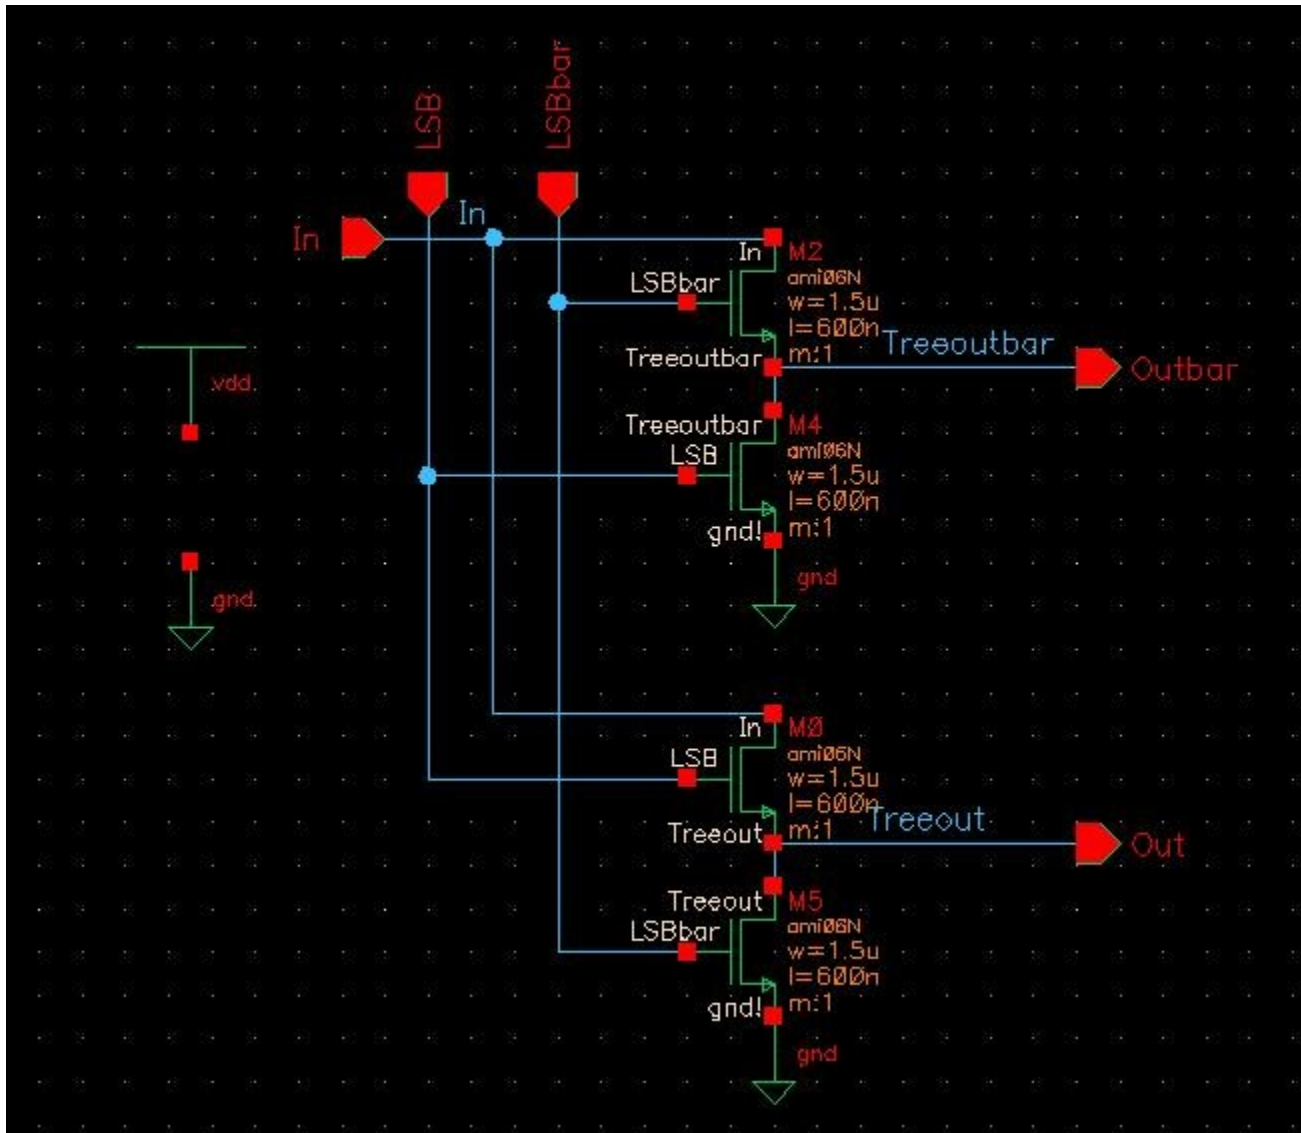 LSB
LSBbar
In
In
In
M2
ami06N
LSBbar
w=1.5u
l=600n
Treeoutbar
m:1
Treeoutbar
Outbar
vdd
Treeoutbar
M4
ami06N
LSB
w=1.5u
l=600n
gnd!
m:1
gnd
gnd
In
M0
ami06N
LSB
w=1.5u
l=600n
Treeout
m:1
Treeout
Out
Treeout
M5
ami06N
LSBbar
w=1.5u
l=600n
gnd!
m:1
gnd